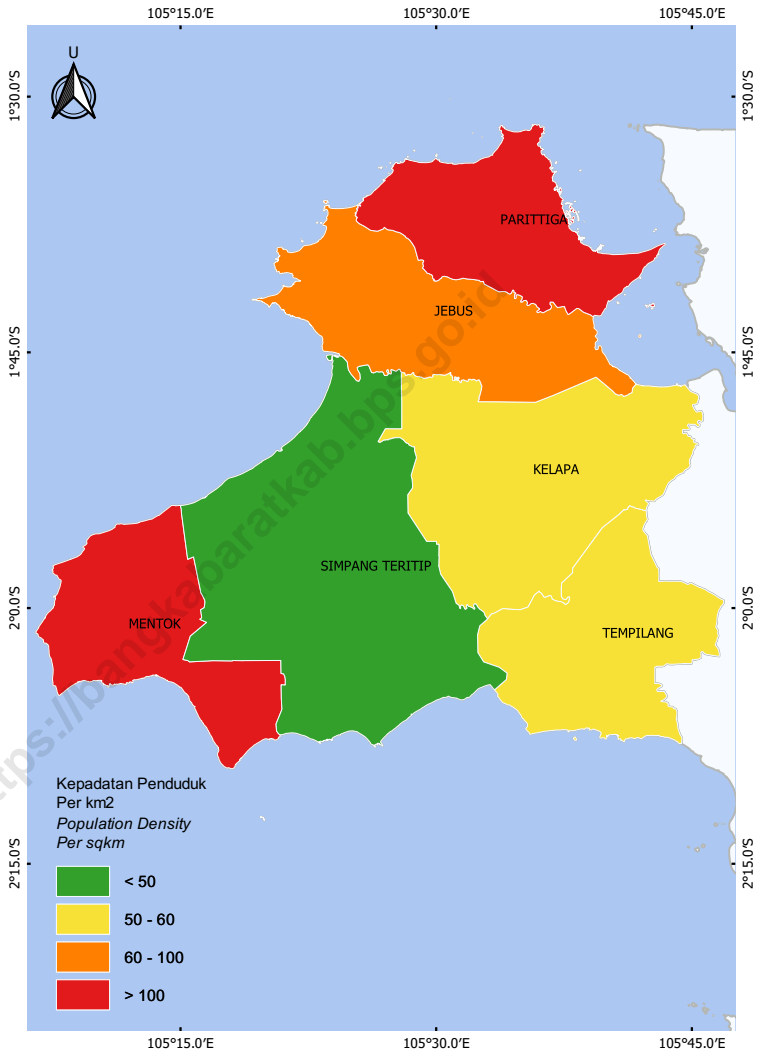 105°15.0'E 105°30.0'E 105°45.0'E
U
1°30.0'S 1°30.0'S
PARITTIGA
JEBUS
1°45.0'S 1°45.0'S
KELAPA
SIMPANG TERITIP
2°0.0'S 2°0.0'S
MENTOK
TEMPILANG
https://bangkabaratkab.bps.go.id
Kepadatan Penduduk
Per km2
Population Density
Per sqkm
2°15.0'S 2°15.0'S
< 50
50 - 60
60 - 100
> 100
105°15.0'E 105°30.0'E 105°45.0'E